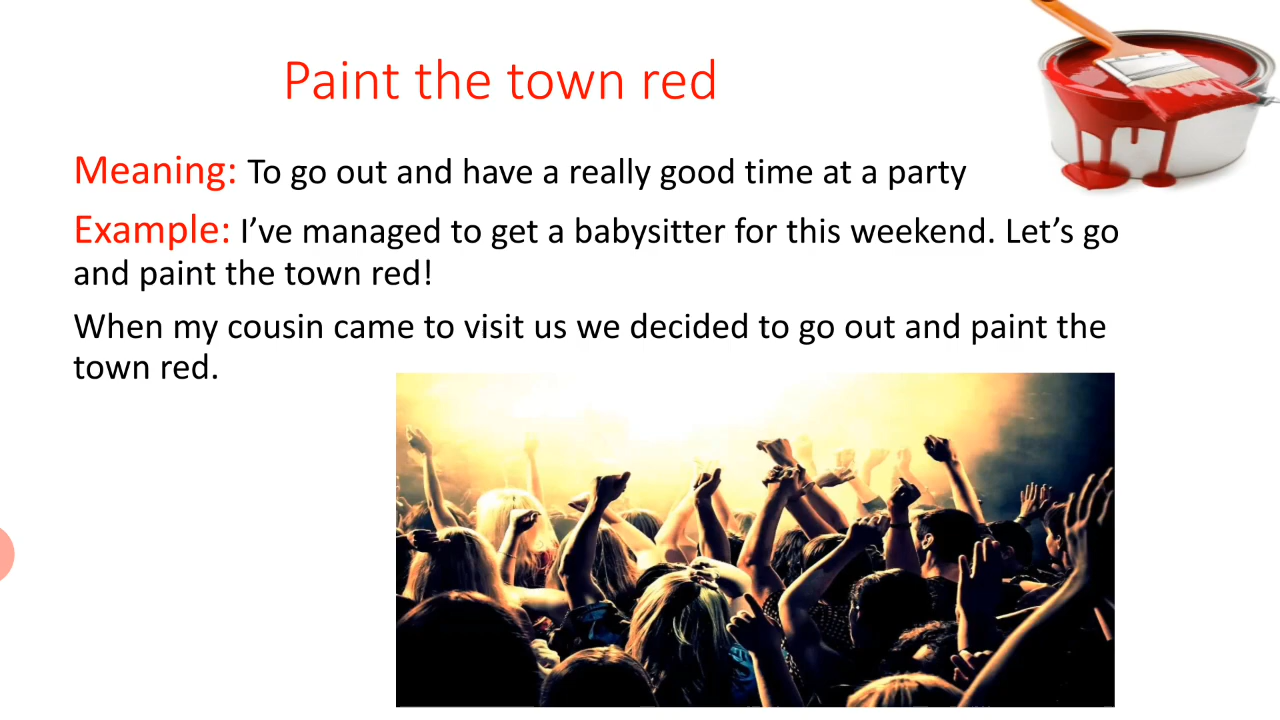 Paint the town red
Meaning: To go out and have a really good time at a party
Example: I’ve managed to get a babysitter for this weekend. Let’s go
and paint the town red!
When my cousin came to visit us we decided to go out and paint the
town red.